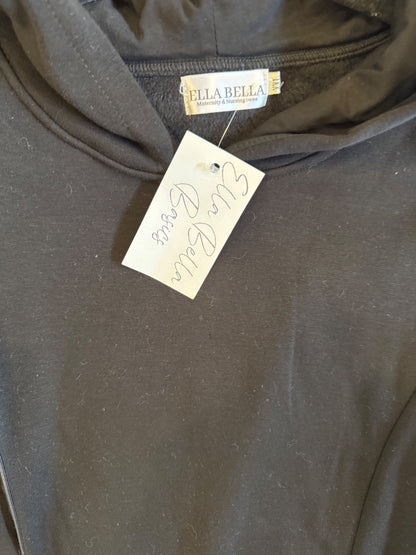 ELLA BELLA
Maternity & Nursing Wear
Ella Bella
Basics